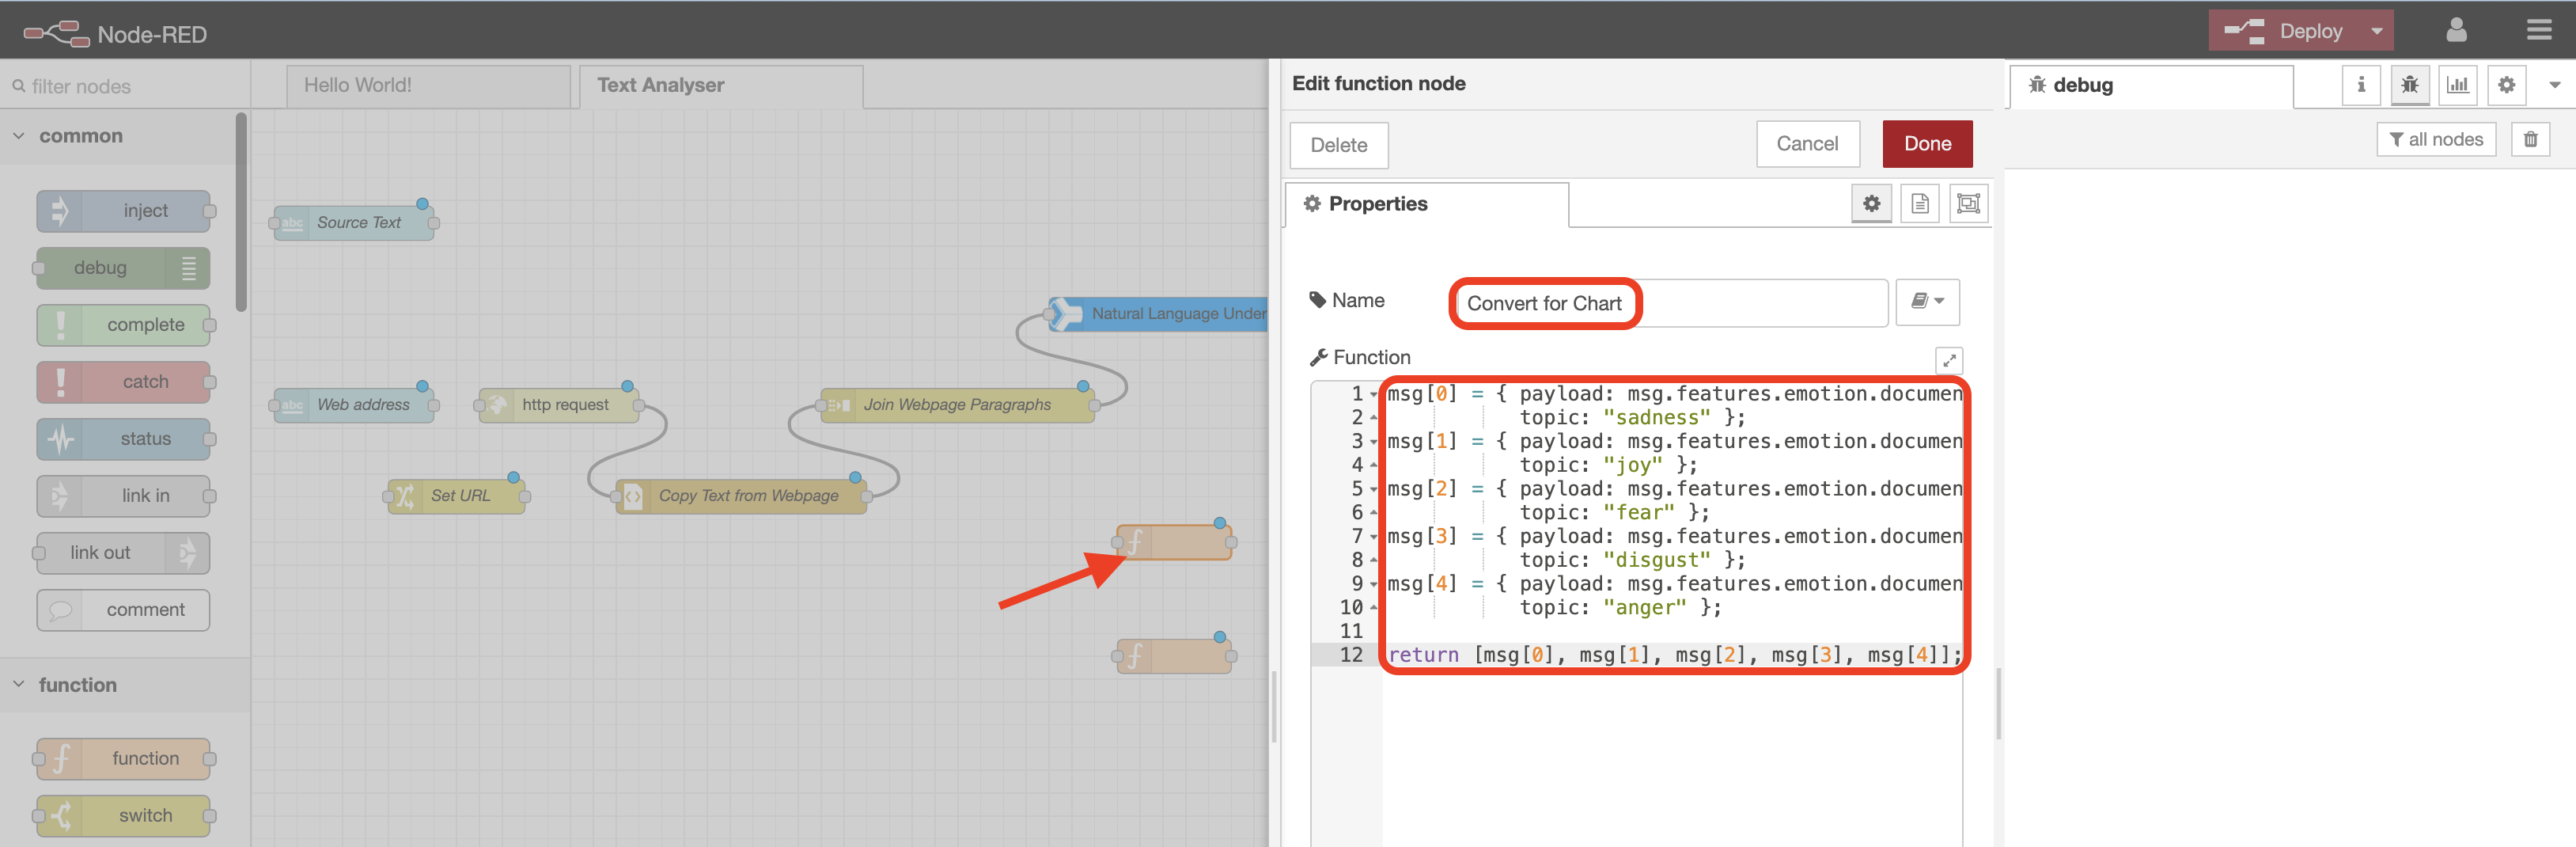 Node-RED
Deploy
filter nodes
Hello World!
Text Analyser
Edit function node
debug
common
Delete
Cancel
Done
all nodes
Properties
inject
abc Source Text
debug
Name
Convert for Chart
complete
Natural Language Under
Function
catch
abc Web address
http request
Join Webpage Paragraphs
status
link in
Set URL
Copy Text from Webpage
link out
comment
1 msg[0] = { payload: msg.features.emotion.documen
2 topic: "sadness" };
3 msg[1] = { payload: msg.features.emotion.documen
4 topic: "joy" };
5 msg[2] = { payload: msg.features.emotion.documen
6 topic: "fear" };
7 msg[3] = { payload: msg.features.emotion.documen
8 topic: "disgust" };
9 msg[4] = { payload: msg.features.emotion.documen
10 topic: "anger" };
11
12 return [msg[0], msg[1], msg[2], msg[3], msg[4]];
function
function
switch